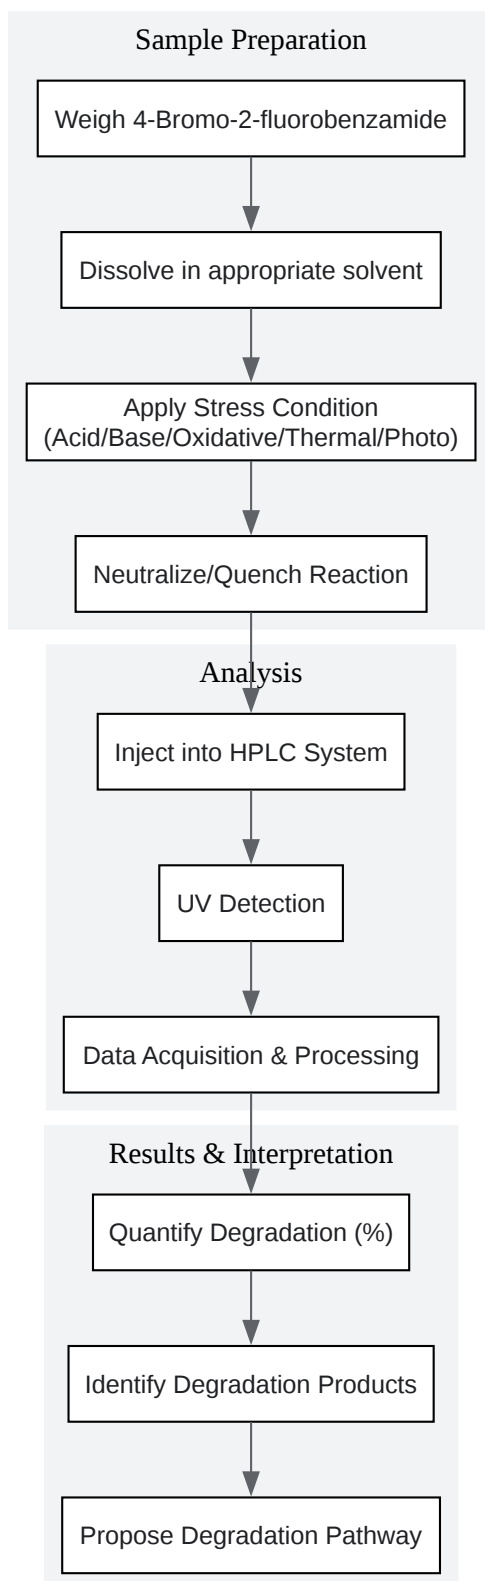 Sample Preparation
Weigh 4-Bromo-2-fluorobenzamide
Dissolve in appropriate solvent
Apply Stress Condition
(Acid/Base/Oxidative/Thermal/Photo)
Neutralize/Quench Reaction
Analysis
Inject into HPLC System
UV Detection
Data Acquisition & Processing
Results & Interpretation
Quantify Degradation (%)
Identify Degradation Products
Propose Degradation Pathway